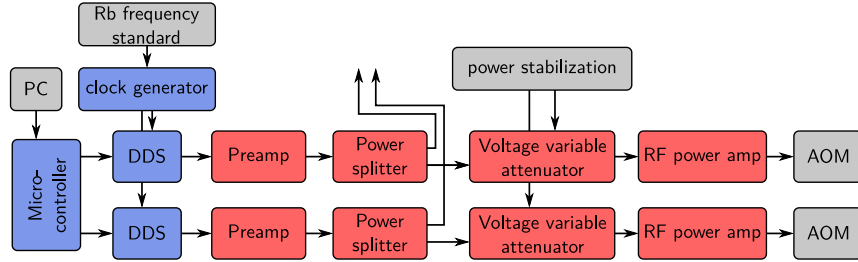 Rb frequency
standard
PC
clock generator
power stabilization
Micro-
controller
DDS
Preamp
Power
splitter
Voltage variable
attenuator
RF power amp
AOM
DDS
Preamp
Power
splitter
Voltage variable
attenuator
RF power amp
AOM